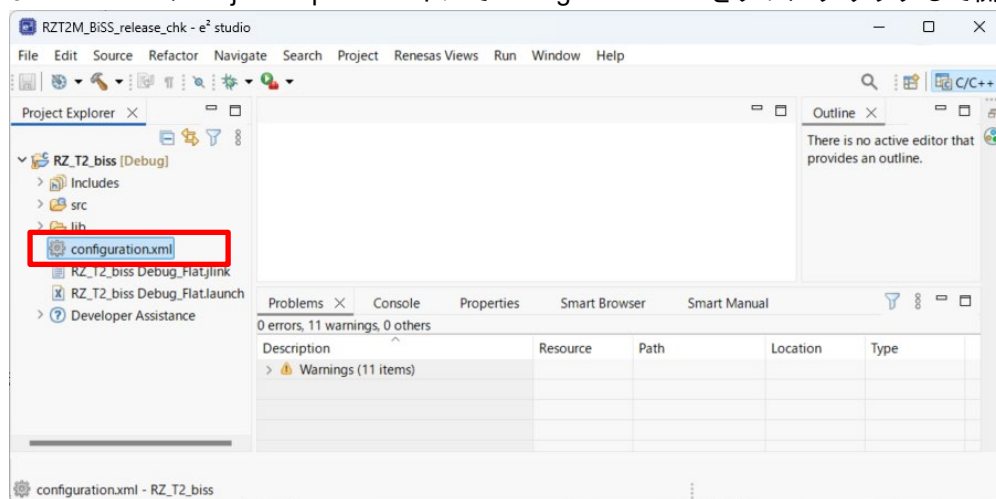 RZT2M_BiSS_release_chk - e² studio
File Edit Source Refactor Navigate Search Project Renesas Views Run Window Help
C/C++
Project Explorer
Outline
There is no active editor that
provides an outline.
RZ_T2_biss [Debug]
Includes
src
lib
configuration.xml
RZ_T2_biss Debug_Flat.jlink
RZ_T2_biss Debug_Flat.launch
Developer Assistance
Problems Console Properties Smart Browser Smart Manual
0 errors, 11 warnings, 0 others
Description Resource Path Location Type
Warnings (11 items)
configuration.xml - RZ_T2_biss